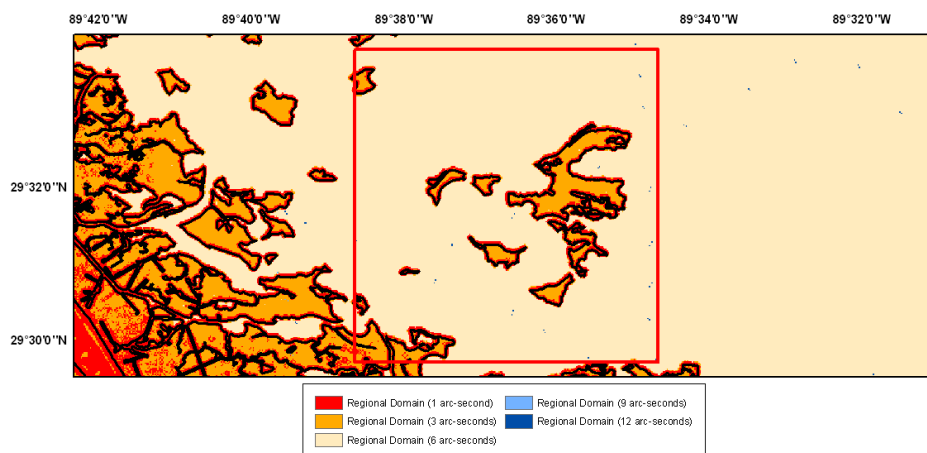 89°42'0''W 89°40'0''W 89°38'0''W 89°36'0''W 89°34'0''W 89°32'0''W
29°32'0''N
29°30'0''N
Regional Domain (1 arc-second) Regional Domain (9 arc-seconds)
Regional Domain (3 arc-seconds) Regional Domain (12 arc-seconds)
Regional Domain (6 arc-seconds)